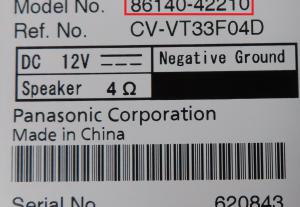 Model No. 86140-42210
Ref. No. CV-VT33F04D
DC 12V ⎓ Negative Ground
Speaker 4 Ω
Panasonic Corporation
Made in China
Serial No. 620843